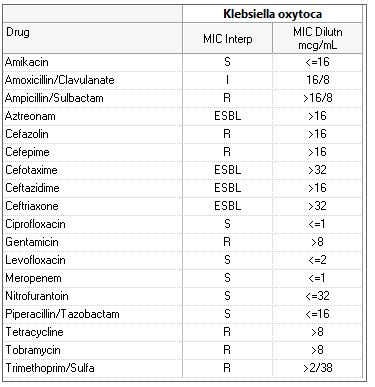 Klebsiella oxytoca
Drug MIC Interp MIC Dilutn
mcg/mL
Amikacin S <=16
Amoxicillin/Clavulanate I 16/8
Ampicillin/Sulbactam R >16/8
Aztreonam ESBL >16
Cefazolin R >16
Cefepime R >16
Cefotaxime ESBL >32
Ceftazidime ESBL >16
Ceftriaxone ESBL >32
Ciprofloxacin S <=1
Gentamicin R >8
Levofloxacin S <=2
Meropenem S <=1
Nitrofurantoin S <=32
Piperacillin/Tazobactam S <=16
Tetracycline R >8
Tobramycin R >8
Trimethoprim/Sulfa R >2/38